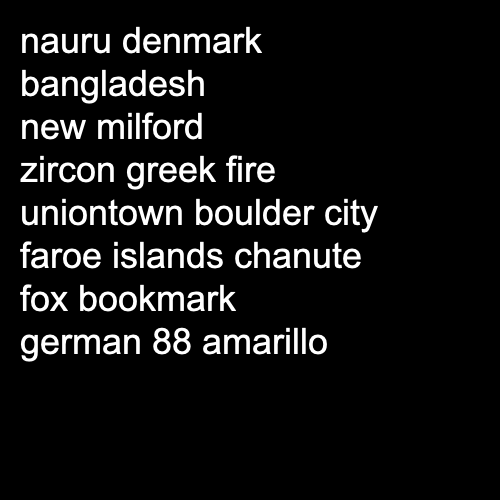 nauru denmark
bangladesh
new milford
zircon greek fire
uniontown boulder city
faroe islands chanute
fox bookmark
german 88 amarillo